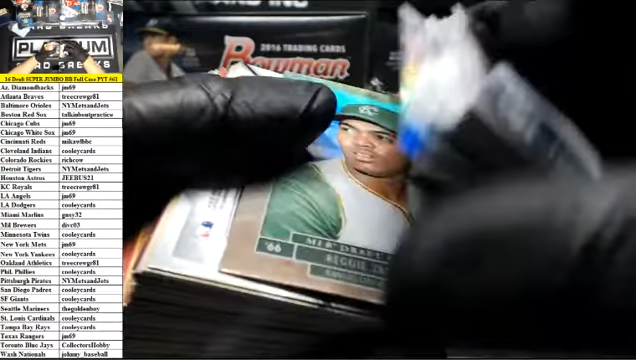 PLATINUM
CARD BREAKS
16 Draft SUPER JUMBO BB Full Case PYT #61
Az. Diamondbacks jm69
Atlanta Braves treecrewgr81
Baltimore Orioles NYMetsandJets
Boston Red Sox talkinboutpractice
Chicago Cubs jm69
Chicago White Sox jm69
Cincinnati Reds mikawlbbc
Cleveland Indians cooleycards
Colorado Rockies richcow
Detroit Tigers NYMetsandJets
Houston Astros JEEBUS21
KC Royals treecrewgr81
LA Angels jm69
LA Dodgers cooleycards
Miami Marlins gusy32
Mil Brewers divc03
Minnesota Twins cooleycards
New York Mets jm69
New York Yankees cooleycards
Oakland Athletics treecrewgr81
Phil. Phillies cooleycards
Pittsburgh Pirates NYMetsandJets
San Diego Padres cooleycards
SF Giants cooleycards
Seattle Mariners thegoldenboy
St. Louis Cardinals cooleycards
Tampa Bay Rays cooleycards
Texas Rangers jm69
Toronto Blue Jays CollectorsHobby
Wash Nationals johnny_baseball
2016 TRADING CARDS
Bowman
'66
MLB DRAFT
REGGIE